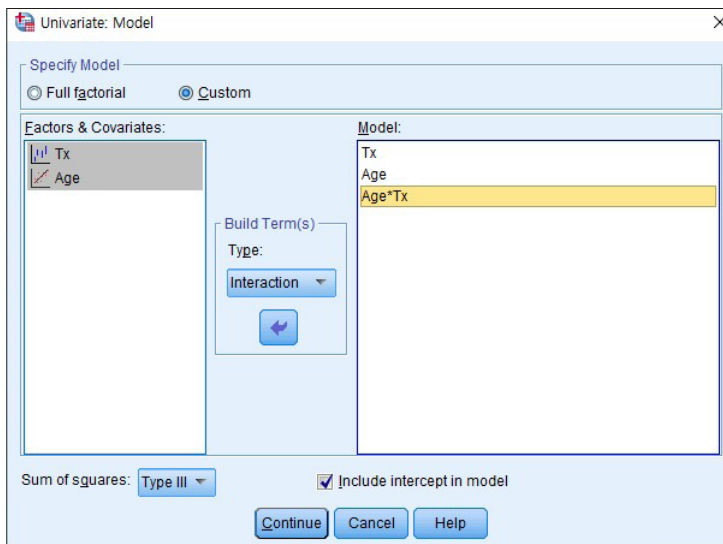 Univariate: Model
Specify Model
Full factorial
Custom
Factors & Covariates:
Tx
Age
Build Term(s)
Type:
Interaction
Model:
Tx
Age
Age*Tx
Sum of squares:
Type III
Include intercept in model
Continue
Cancel
Help